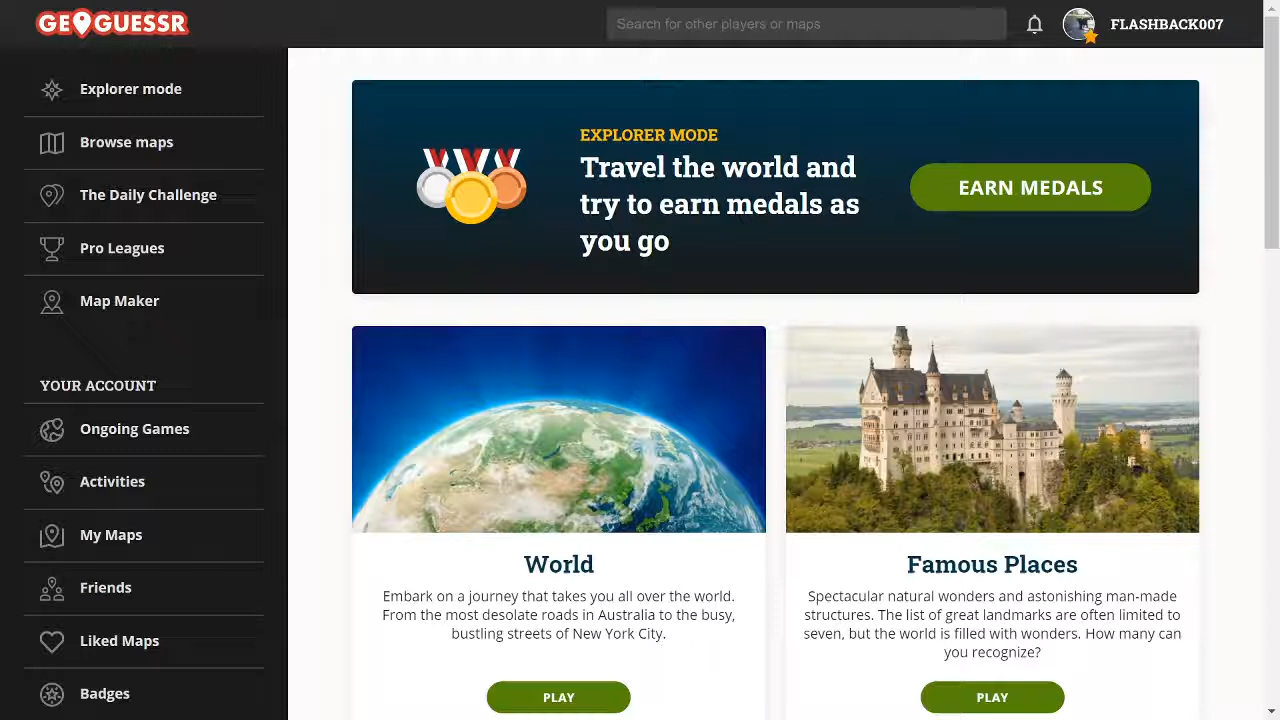 GEOGUESSR
Search for other players or maps
FLASHBACK007
Explorer mode
Browse maps
The Daily Challenge
Pro Leagues
Map Maker
YOUR ACCOUNT
Ongoing Games
Activities
My Maps
Friends
Liked Maps
Badges
EXPLORER MODE
Travel the world and
try to earn medals as
you go
EARN MEDALS
World
Embark on a journey that takes you all over the world.
From the most desolate roads in Australia to the busy,
bustling streets of New York City.
PLAY
Famous Places
Spectacular natural wonders and astonishing man-made
structures. The list of great landmarks are often limited to
seven, but the world is filled with wonders. How many can
you recognize?
PLAY